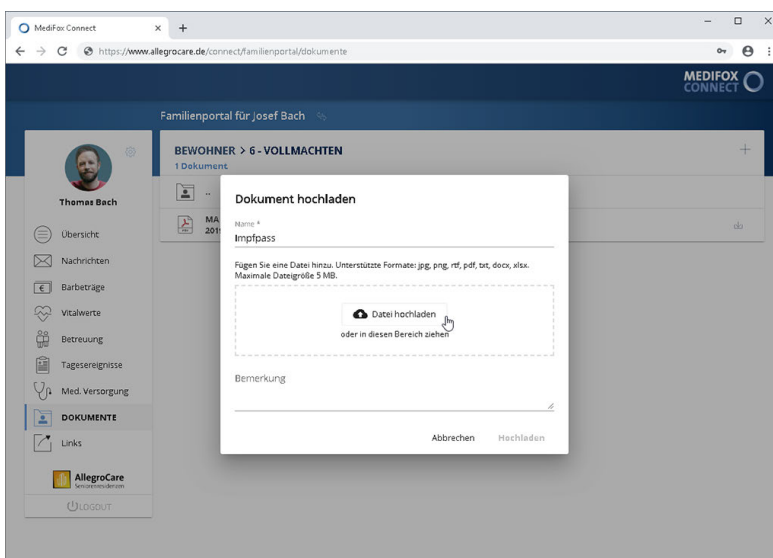 MediFox Connect
https://www.allegrocare.de/connect/familienportal/dokumente
MEDIFOX
CONNECT
Familienportal für Josef Bach
BEWOHNER > 6 - VOLLMACHTEN
1 Dokument
..
MA
201
Thomas Bach
Übersicht
Nachrichten
Barbeträge
Vitalwerte
Betreuung
Tagesereignisse
Med. Versorgung
DOKUMENTE
Links
AllegroCare
Seniorenresidenzen
LOGOUT
Dokument hochladen
Name *
Impfpass
Fügen Sie eine Datei hinzu. Unterstützte Formate: jpg, png, rtf, pdf, txt, docx, xlsx.
Maximale Dateigröße 5 MB.
Datei hochladen
oder in diesen Bereich ziehen
Bemerkung
Abbrechen Hochladen